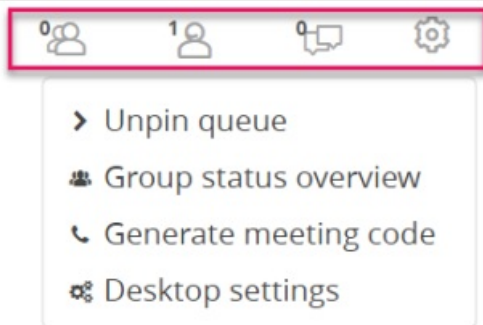 0 1 0
Unpin queue
Group status overview
Generate meeting code
Desktop settings